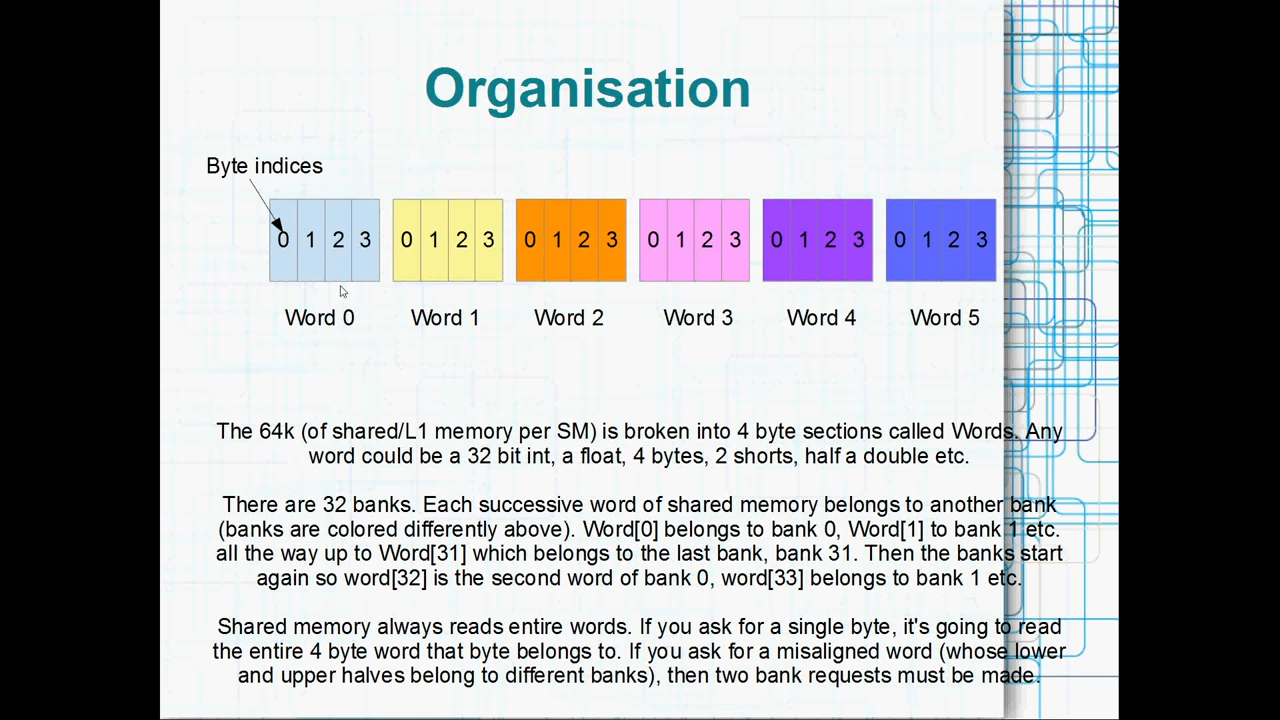 Organisation
Byte indices
0 1 2 3 0 1 2 3 0 1 2 3 0 1 2 3 0 1 2 3 0 1 2 3
Word 0 Word 1 Word 2 Word 3 Word 4 Word 5
The 64k (of shared/L1 memory per SM) is broken into 4 byte sections called Words. Any
word could be a 32 bit int, a float, 4 bytes, 2 shorts, half a double etc.
There are 32 banks. Each successive word of shared memory belongs to another bank
(banks are colored differently above). Word[0] belongs to bank 0, Word[1] to bank 1 etc.
all the way up to Word[31] which belongs to the last bank, bank 31. Then the banks start
again so word[32] is the second word of bank 0, word[33] belongs to bank 1 etc.
Shared memory always reads entire words. If you ask for a single byte, it's going to read
the entire 4 byte word that byte belongs to. If you ask for a misaligned word (whose lower
and upper halves belong to different banks), then two bank requests must be made.